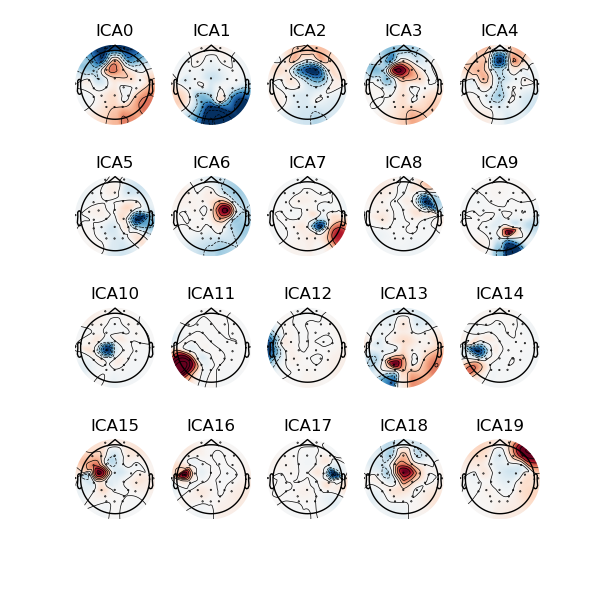 ICA0 ICA1 ICA2 ICA3 ICA4
ICA5 ICA6 ICA7 ICA8 ICA9
ICA10 ICA11 ICA12 ICA13 ICA14
ICA15 ICA16 ICA17 ICA18 ICA19